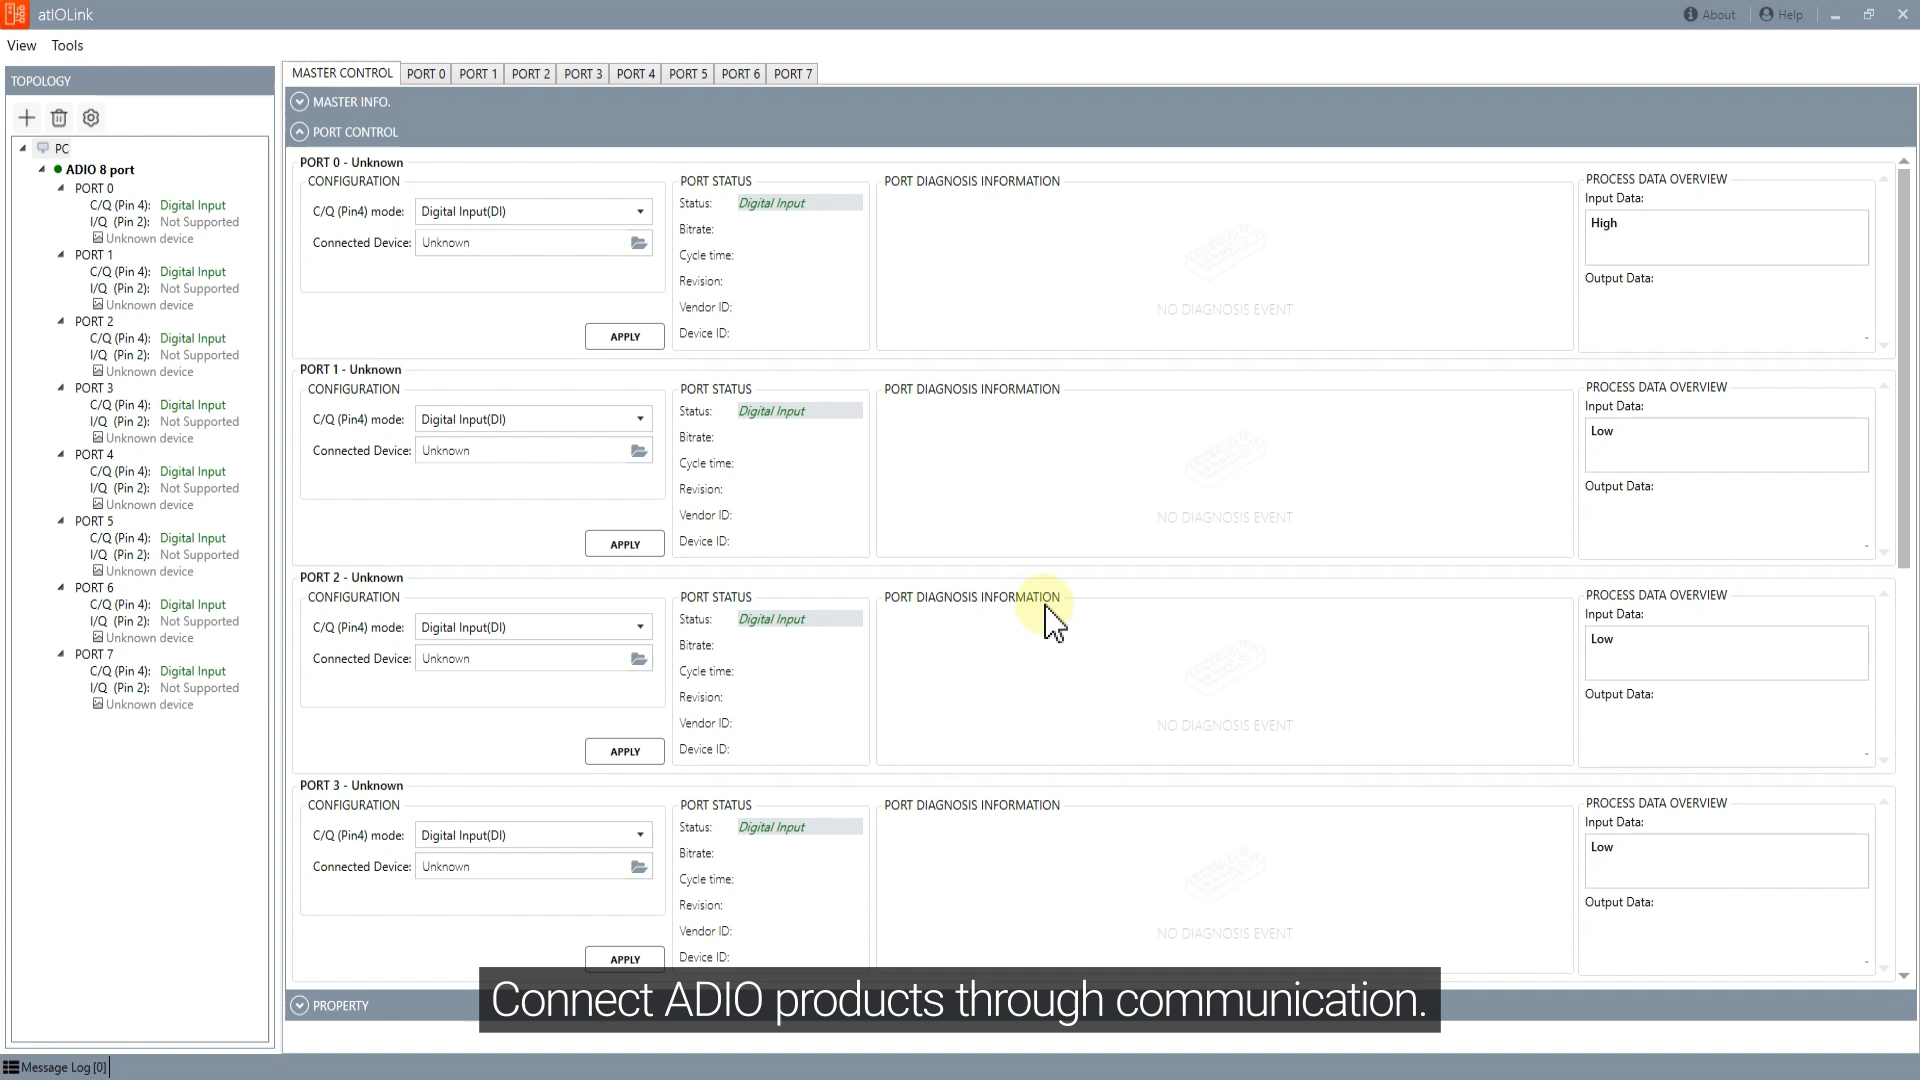 atIOLink
About
Help
View Tools
TOPOLOGY
PC
ADIO 8 port
PORT 0
C/Q (Pin 4): Digital Input
I/Q (Pin 2): Not Supported
Unknown device
PORT 1
C/Q (Pin 4): Digital Input
I/Q (Pin 2): Not Supported
Unknown device
PORT 2
C/Q (Pin 4): Digital Input
I/Q (Pin 2): Not Supported
Unknown device
PORT 3
C/Q (Pin 4): Digital Input
I/Q (Pin 2): Not Supported
Unknown device
PORT 4
C/Q (Pin 4): Digital Input
I/Q (Pin 2): Not Supported
Unknown device
PORT 5
C/Q (Pin 4): Digital Input
I/Q (Pin 2): Not Supported
Unknown device
PORT 6
C/Q (Pin 4): Digital Input
I/Q (Pin 2): Not Supported
Unknown device
PORT 7
C/Q (Pin 4): Digital Input
I/Q (Pin 2): Not Supported
Unknown device
MASTER CONTROL PORT 0 PORT 1 PORT 2 PORT 3 PORT 4 PORT 5 PORT 6 PORT 7
MASTER INFO.
PORT CONTROL
PORT 0 - Unknown
CONFIGURATION
C/Q (Pin4) mode: Digital Input(DI)
Connected Device: Unknown
APPLY
PORT STATUS
Status: Digital Input
Bitrate:
Cycle time:
Revision:
Vendor ID:
Device ID:
PORT DIAGNOSIS INFORMATION
NO DIAGNOSIS EVENT
PROCESS DATA OVERVIEW
Input Data:
High
Output Data:
-
PORT 1 - Unknown
CONFIGURATION
C/Q (Pin4) mode: Digital Input(DI)
Connected Device: Unknown
APPLY
PORT STATUS
Status: Digital Input
Bitrate:
Cycle time:
Revision:
Vendor ID:
Device ID:
PORT DIAGNOSIS INFORMATION
NO DIAGNOSIS EVENT
PROCESS DATA OVERVIEW
Input Data:
Low
Output Data:
-
PORT 2 - Unknown
CONFIGURATION
C/Q (Pin4) mode: Digital Input(DI)
Connected Device: Unknown
APPLY
PORT STATUS
Status: Digital Input
Bitrate:
Cycle time:
Revision:
Vendor ID:
Device ID:
PORT DIAGNOSIS INFORMATION
NO DIAGNOSIS EVENT
PROCESS DATA OVERVIEW
Input Data:
Low
Output Data:
-
PORT 3 - Unknown
CONFIGURATION
C/Q (Pin4) mode: Digital Input(DI)
Connected Device: Unknown
APPLY
PORT STATUS
Status: Digital Input
Bitrate:
Cycle time:
Revision:
Vendor ID:
Device ID:
PORT DIAGNOSIS INFORMATION
NO DIAGNOSIS EVENT
PROCESS DATA OVERVIEW
Input Data:
Low
Output Data:
-
PROPERTY
Connect ADIO products through communication.
Message Log [0]